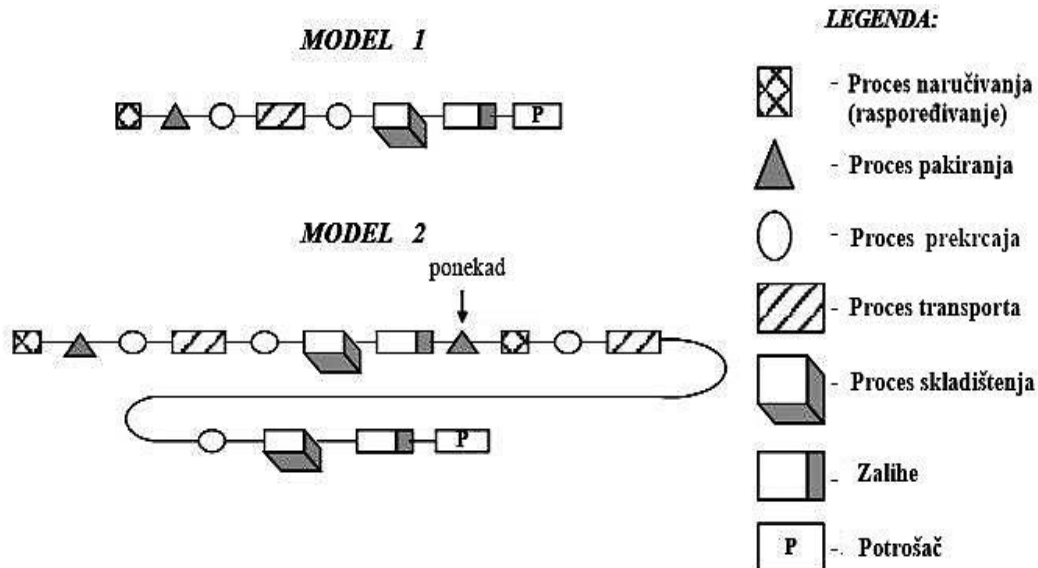 MODEL 1
P
MODEL 2
ponekad
P
LEGENDA:
- Proces naručivanja
(raspoređivanje)
- Proces pakiranja
- Proces prekrcaja
- Proces transporta
- Proces skladištenja
- Zalihe
P - Potrošač